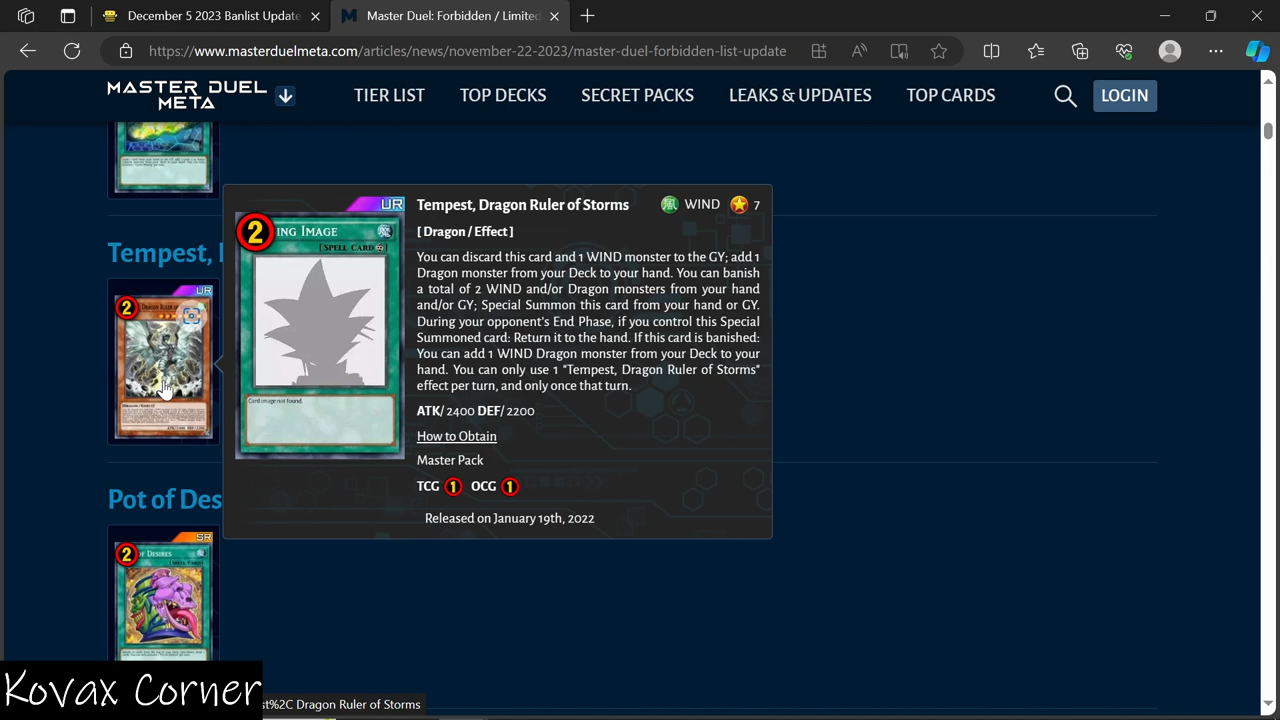 December 5 2023 Banlist Update
Master Duel: Forbidden / Limited
https://www.masterduelmeta.com/articles/news/november-22-2023/master-duel-forbidden-list-update
MASTER DUEL
META
TIER LIST
TOP DECKS
SECRET PACKS
LEAKS & UPDATES
TOP CARDS
LOGIN
Tempest,
UR
2
Dragon Ruler of
Pot of Des
SR
2
of Desires
[Spell Card]
UR
2
ing Image
[Spell Card]
Card image not found.
Tempest, Dragon Ruler of Storms
WIND
7
[ Dragon / Effect ]
You can discard this card and 1 WIND monster to the GY; add 1
Dragon monster from your Deck to your hand. You can banish
a total of 2 WIND and/or Dragon monsters from your hand
and/or GY; Special Summon this card from your hand or GY.
During your opponent's End Phase, if you control this Special
Summoned card: Return it to the hand. If this card is banished:
You can add 1 WIND Dragon monster from your Deck to your
hand. You can only use 1 "Tempest, Dragon Ruler of Storms"
effect per turn, and only once that turn.
ATK/ 2400 DEF/ 2200
How to Obtain
Master Pack
TCG 1 OCG 1
Released on January 19th, 2022
Kovax Corner
st%2C Dragon Ruler of Storms